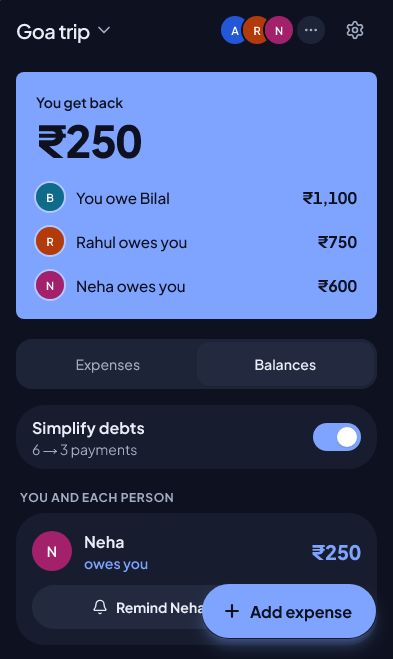 Goa trip
A R N ...
You get back
₹250
B You owe Bilal ₹1,100
R Rahul owes you ₹750
N Neha owes you ₹600
Expenses Balances
Simplify debts
6 → 3 payments
YOU AND EACH PERSON
N Neha ₹250
owes you
Remind Neha
+ Add expense